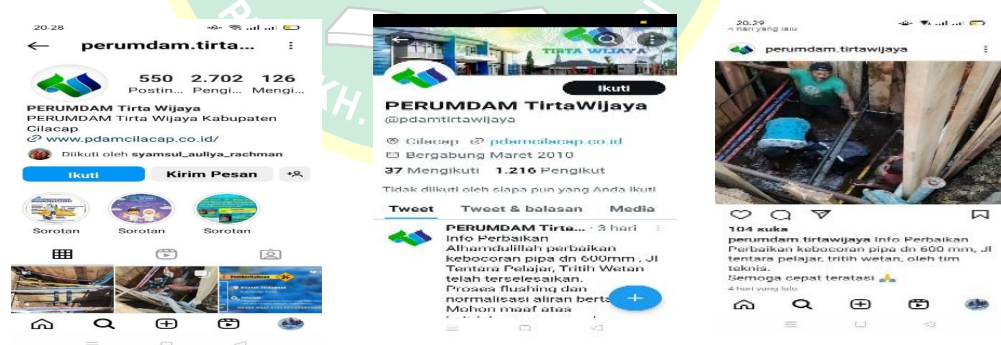 20.28
perumdam.tirta...
550 2.702 126
Postin... Pengi... Mengi...
PERUMDAM Tirta Wijaya
PERUMDAM Tirta Wijaya Kabupaten
Cilacap
www.pdamcilacap.co.id/
Diikuti oleh syamsul_auliya_rachman
Ikuti Kirim Pesan
Sorotan Sorotan Sorotan
KH.
TIRTA WIJAYA
Ikuti
PERUMDAM TirtaWijaya
@pdamtirtawijaya
Cilacap pdamcilacap.co.id
Bergabung Maret 2010
37 Mengikuti 1.216 Pengikut
Tidak diikuti oleh siapa pun yang Anda ikuti
Tweet Tweet & balasan Media
PERUMDAM Tirta... · 3 hari
Info Perbaikan
Alhamdulillah perbaikan
kebocoran pipa dn 600mm , Jl
Tentara Pelajar, Tritih Wetan
telah terselesaikan.
Proses flushing dan
normalisasi aliran berta
Mohon maaf atas
20.29
4 hari yang lalu
perumdam.tirtawijaya
104 suka
perumdam.tirtawijaya Info Perbaikan
Perbaikan kebocoran pipa dn 600 mm, Jl
tentara pelajar, tritih wetan, oleh tim
teknis.
Semoga cepat teratasi 🙏
4 hari yang lalu